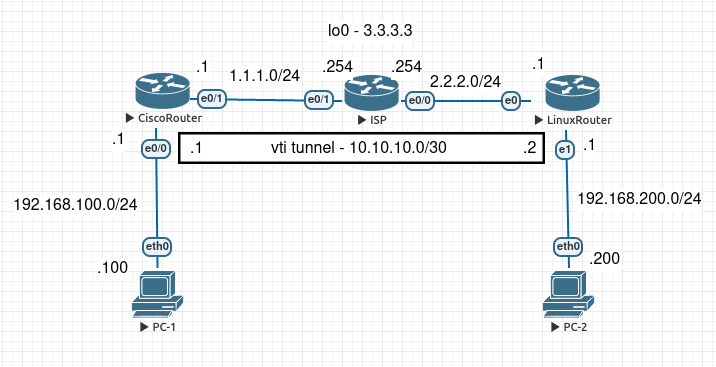 lo0 - 3.3.3.3
.1
1.1.1.0/24
.254
.254
2.2.2.0/24
.1
e0/1
e0/1
e0/0
e0
CiscoRouter
ISP
LinuxRouter
.1
e0/0
.1
vti tunnel - 10.10.10.0/30
.2
e1
.1
192.168.100.0/24
192.168.200.0/24
eth0
eth0
.100
.200
PC-1
PC-2